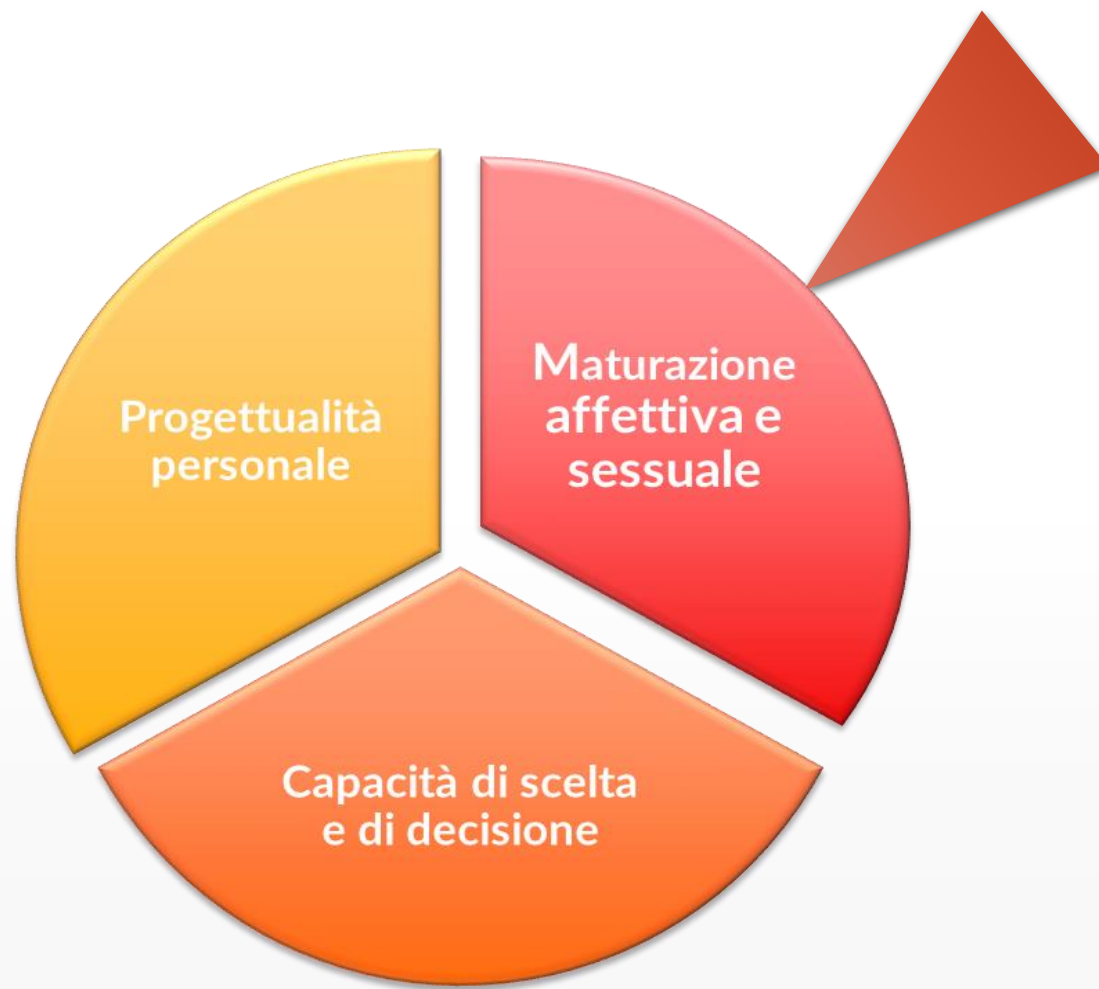 Progettualità
personale
Maturazione
affettiva e
sessuale
Capacità di scelta
e di decisione